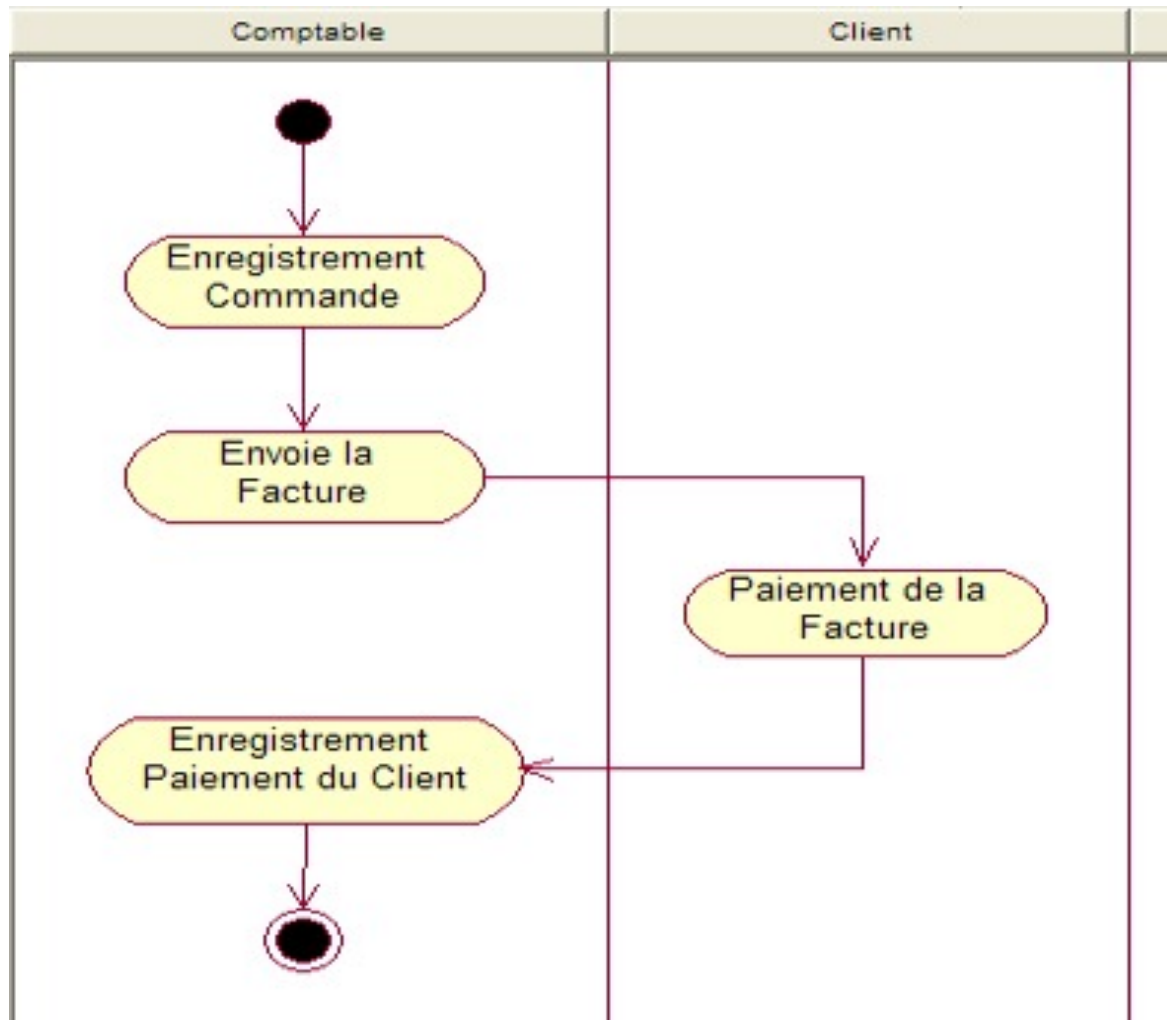 Comptable
Client
Enregistrement
Commande
Envoie la
Facture
Paiement de la
Facture
Enregistrement
Paiement du Client